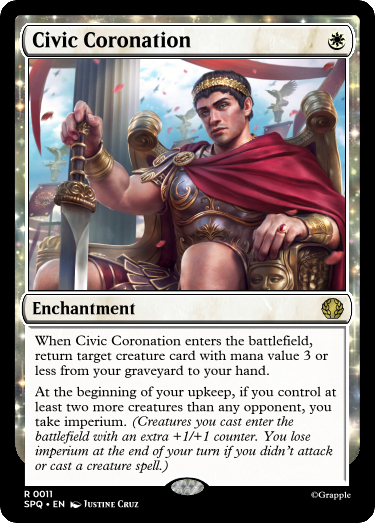 Civic Coronation
Enchantment
When Civic Coronation enters the battlefield,
return target creature card with mana value 3 or
less from your graveyard to your hand.
At the beginning of your upkeep, if you control at
least two more creatures than any opponent, you
take imperium. (Creatures you cast enter the
battlefield with an extra +1/+1 counter. You lose
imperium at the end of your turn if you didn't attack
or cast a creature spell.)
R 0011
SPQ • EN Justine Cruz
©Grapple